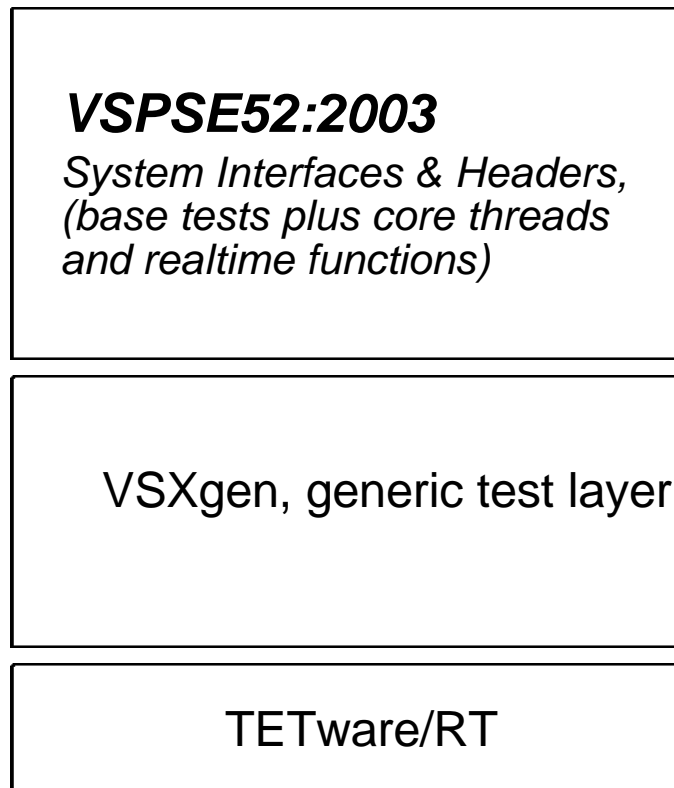 VSPSE52:2003
System Interfaces & Headers,
(base tests plus core threads
and realtime functions)
VSXgen, generic test layer
TETware/RT